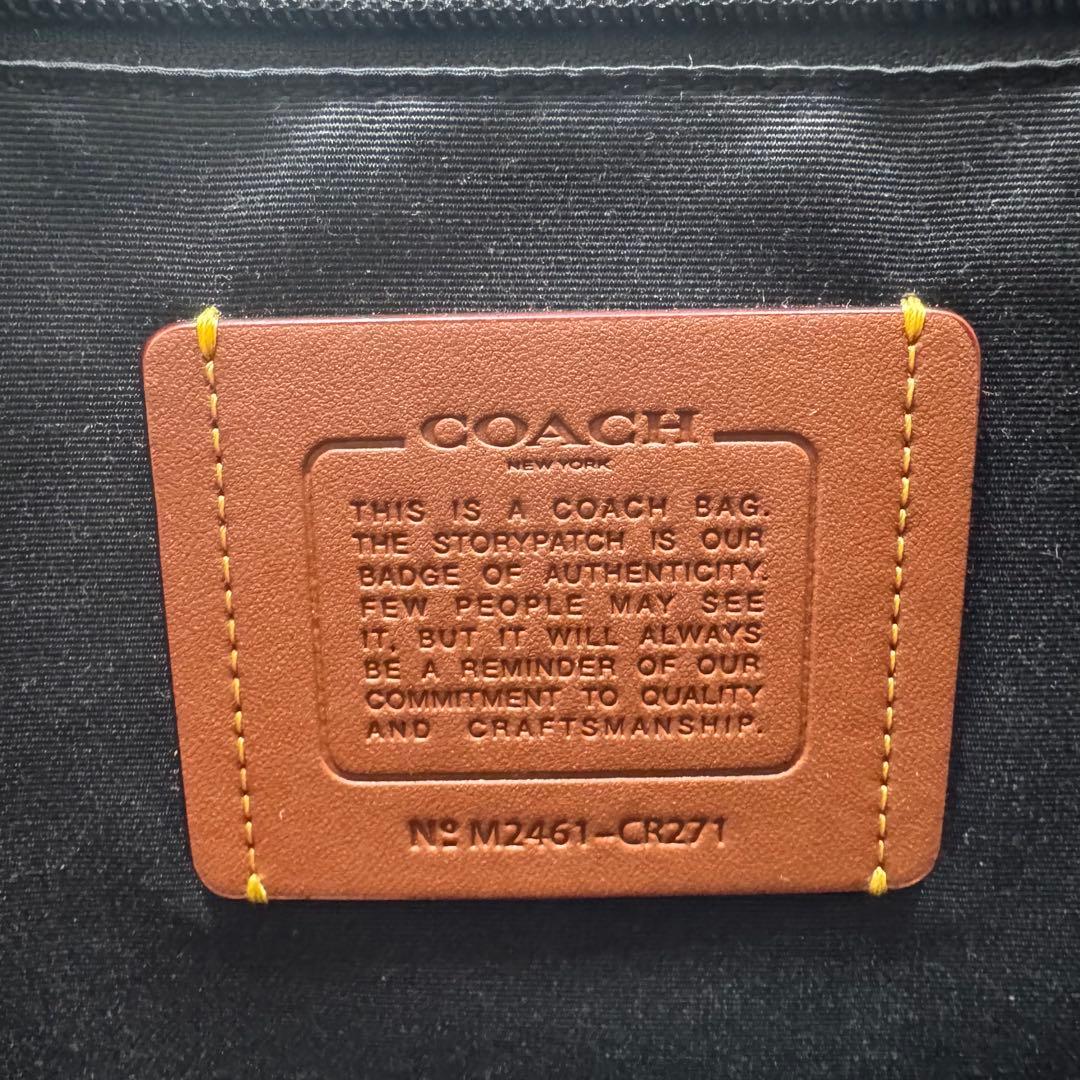 COACH
NEW YORK
THIS IS A COACH BAG.
THE STORYPATCH IS OUR
BADGE OF AUTHENTICITY.
FEW PEOPLE MAY SEE
IT, BUT IT WILL ALWAYS
BE A REMINDER OF OUR
COMMITMENT TO QUALITY
AND CRAFTSMANSHIP.
Nº M2461-CR271